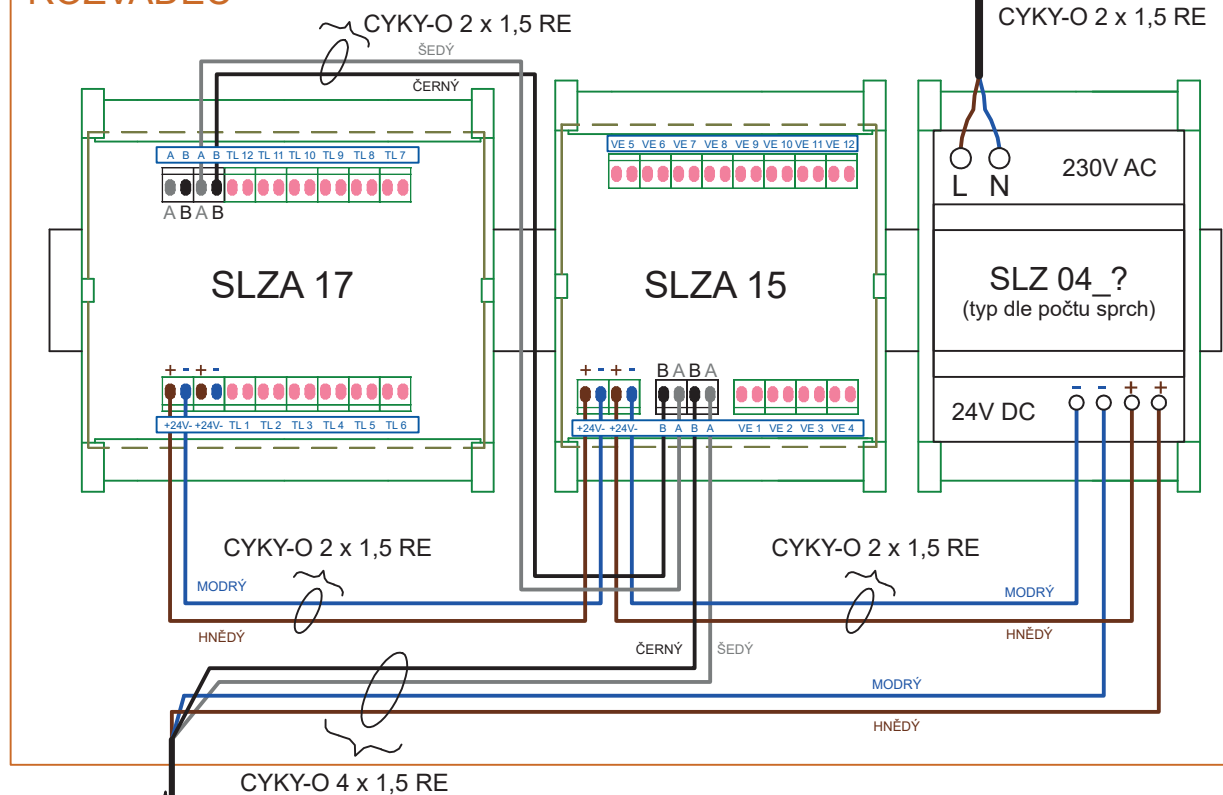 ROZVADĚČ
CYKY-O 2 x 1,5 RE
CYKY-O 2 x 1,5 RE
ŠEDÝ
ČERNÝ
A B A B TL 12 TL 11 TL 10 TL 9 TL 8 TL 7
A B A B
SLZA 17
+ - + -
+24V- +24V- TL 1 TL 2 TL 3 TL 4 TL 5 TL 6
VE 5 VE 6 VE 7 VE 8 VE 9 VE 10 VE 11 VE 12
SLZA 15
+ - + - B A B A
+24V- +24V- B A B A VE 1 VE 2 VE 3 VE 4
L N
230V AC
SLZ 04_?
(typ dle počtu sprch)
24V DC
- - + +
CYKY-O 2 x 1,5 RE
MODRÝ
HNĚDÝ
CYKY-O 2 x 1,5 RE
MODRÝ
HNĚDÝ
ČERNÝ
ŠEDÝ
MODRÝ
HNĚDÝ
CYKY-O 4 x 1,5 RE